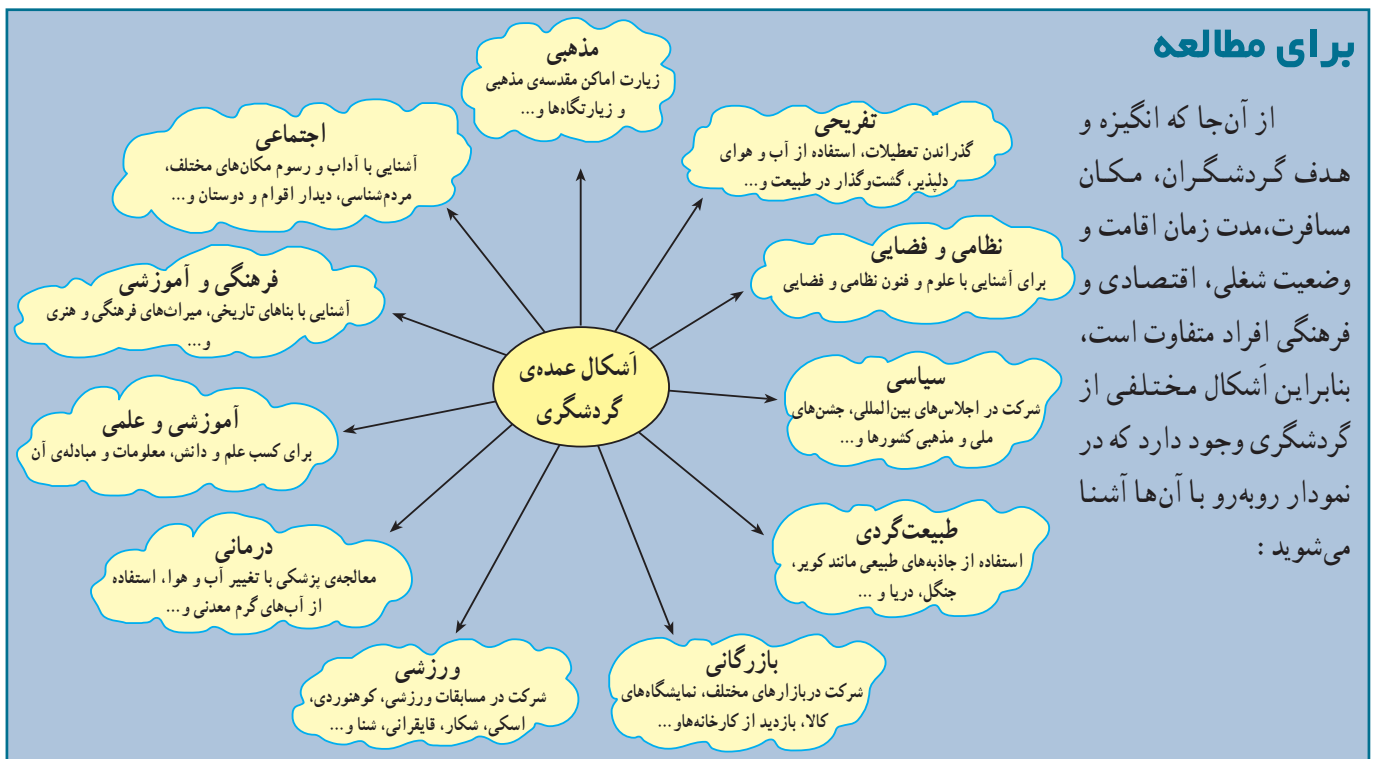 برای مطالعه
از آن‌جا که انگیزه و
هدف گردشگران، مکان
مسافرت،مدت زمان اقامت و
وضعیت شغلی، اقتصادی و
فرهنگی افراد متفاوت است،
بنابراین اَشکال مختلفی از
گردشگری وجود دارد که در
نمودار روبه‌رو با آن‌ها آشنا
می‌شوید :
اَشکال عمده‌ی
گردشگری
مذهبی
زیارت اماکن مقدسه‌ی مذهبی
و زیارتگاه‌ها و...
تفریحی
گذراندن تعطیلات، استفاده از آب و هوای
دلپذیر، گشت‌وگذار در طبیعت و...
نظامی و فضایی
برای آشنایی با علوم و فنون نظامی و فضایی
سیاسی
شرکت در اجلاس‌های بین‌المللی، جشن‌های
ملی و مذهبی کشورها و...
طبیعت‌گردی
استفاده از جاذبه‌های طبیعی مانند کویر،
جنگل، دریا و ...
بازرگانی
شرکت دربازارهای مختلف، نمایشگاه‌های
کالا، بازدید از کارخانه‌هاو...
ورزشی
شرکت در مسابقات ورزشی، کوهنوردی،
اسکی، شکار، قایقرانی، شنا و...
درمانی
معالجه‌ی پزشکی با تغییر آب و هوا، استفاده
از آب‌های گرم معدنی و...
آموزشی و علمی
برای کسب علم و دانش، معلومات و مبادله‌ی آن
فرهنگی و آموزشی
آشنایی با بناهای تاریخی، میراث‌های فرهنگی و هنری
و...
اجتماعی
آشنایی با آداب و رسوم مکان‌های مختلف،
مردم‌شناسی، دیدار اقوام و دوستان و...